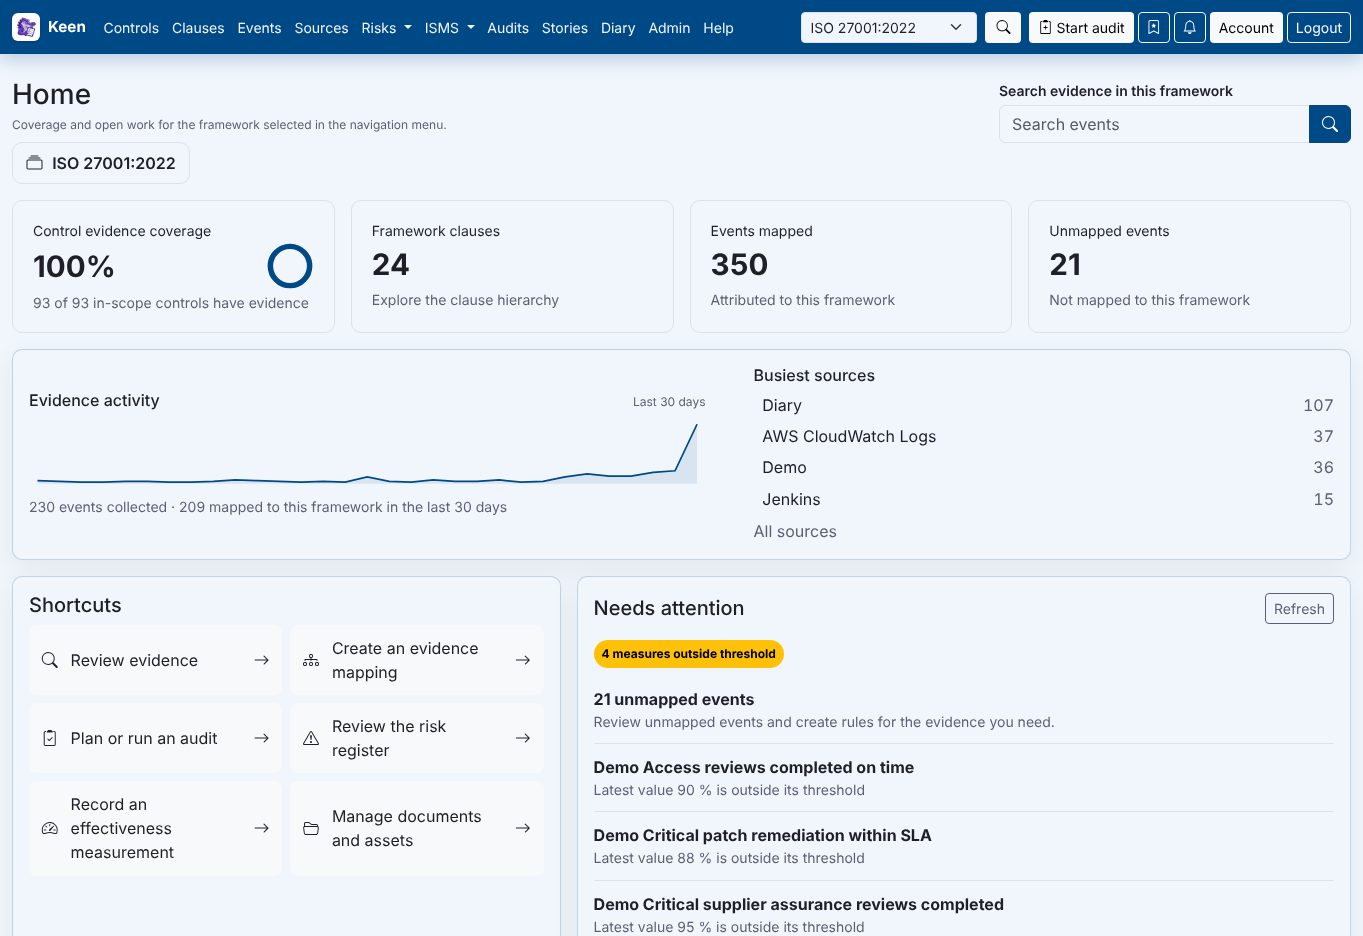 Keen
Controls
Clauses
Events
Sources
Risks
ISMS
Audits
Stories
Diary
Admin
Help
ISO 27001:2022
Start audit
Account
Logout
Home
Coverage and open work for the framework selected in the navigation menu.
ISO 27001:2022
Search evidence in this framework
Search events
Control evidence coverage
100%
93 of 93 in-scope controls have evidence
Framework clauses
24
Explore the clause hierarchy
Events mapped
350
Attributed to this framework
Unmapped events
21
Not mapped to this framework
Evidence activity
Last 30 days
230 events collected · 209 mapped to this framework in the last 30 days
Busiest sources
Diary 107
AWS CloudWatch Logs 37
Demo 36
Jenkins 15
All sources
Shortcuts
Review evidence
Create an evidence
mapping
Plan or run an audit
Review the risk
register
Record an
effectiveness
measurement
Manage documents
and assets
Needs attention
Refresh
4 measures outside threshold
21 unmapped events
Review unmapped events and create rules for the evidence you need.
Demo Access reviews completed on time
Latest value 90 % is outside its threshold
Demo Critical patch remediation within SLA
Latest value 88 % is outside its threshold
Demo Critical supplier assurance reviews completed
Latest value 95 % is outside its threshold